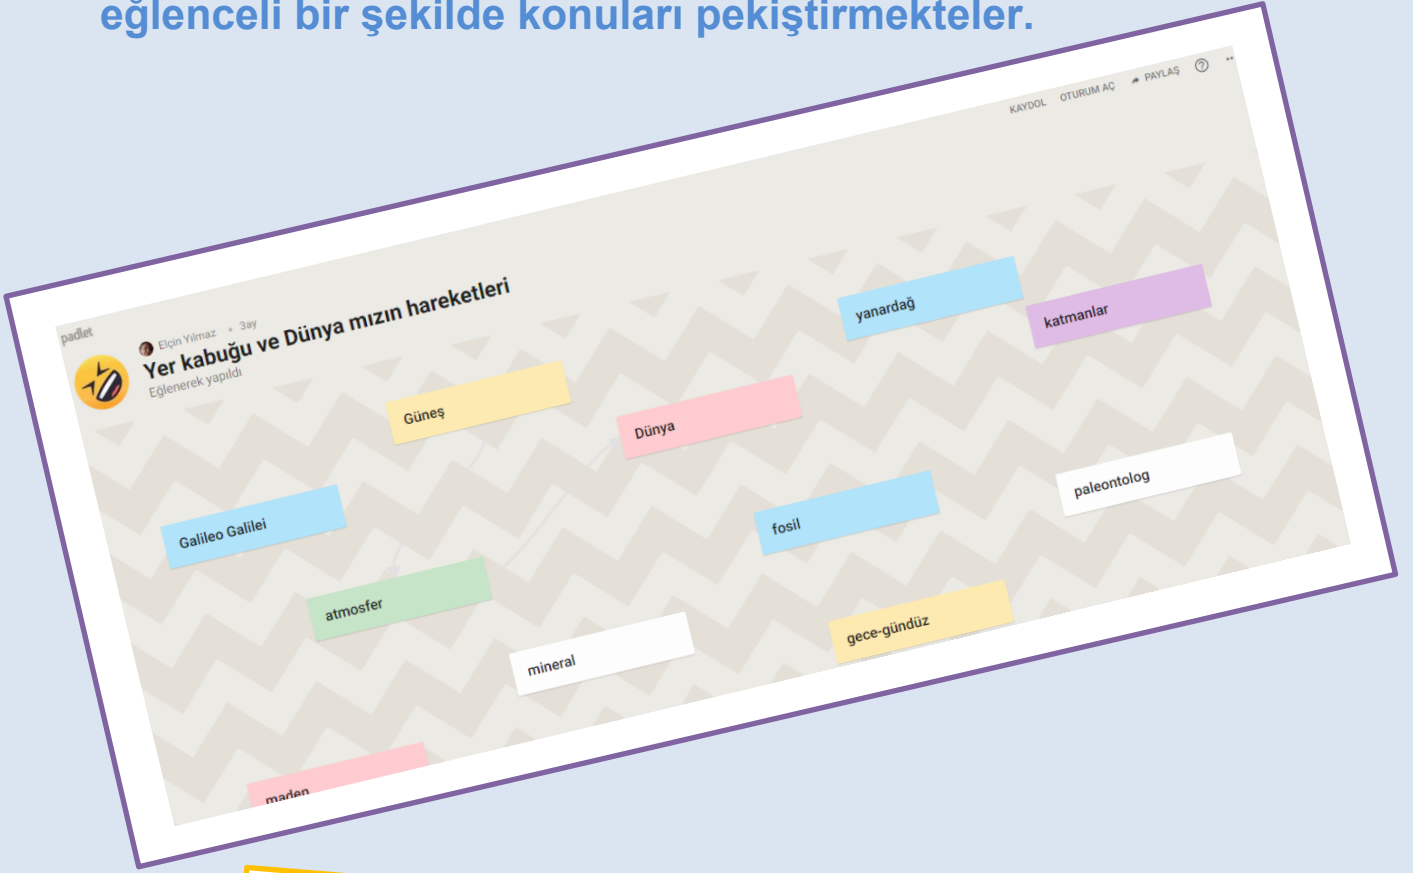 eğlenceli bir şekilde konuları pekiştirmekteler.
KAYDOL OTURUM AÇ PAYLAŞ
padlet
Elçin Yılmaz • 3ay
Yer kabuğu ve Dünya mızın hareketleri
Eğlenerek yapıldı
yanardağ
katmanlar
Güneş
Dünya
Galileo Galilei
fosil
paleontolog
atmosfer
mineral
gece-gündüz
maden